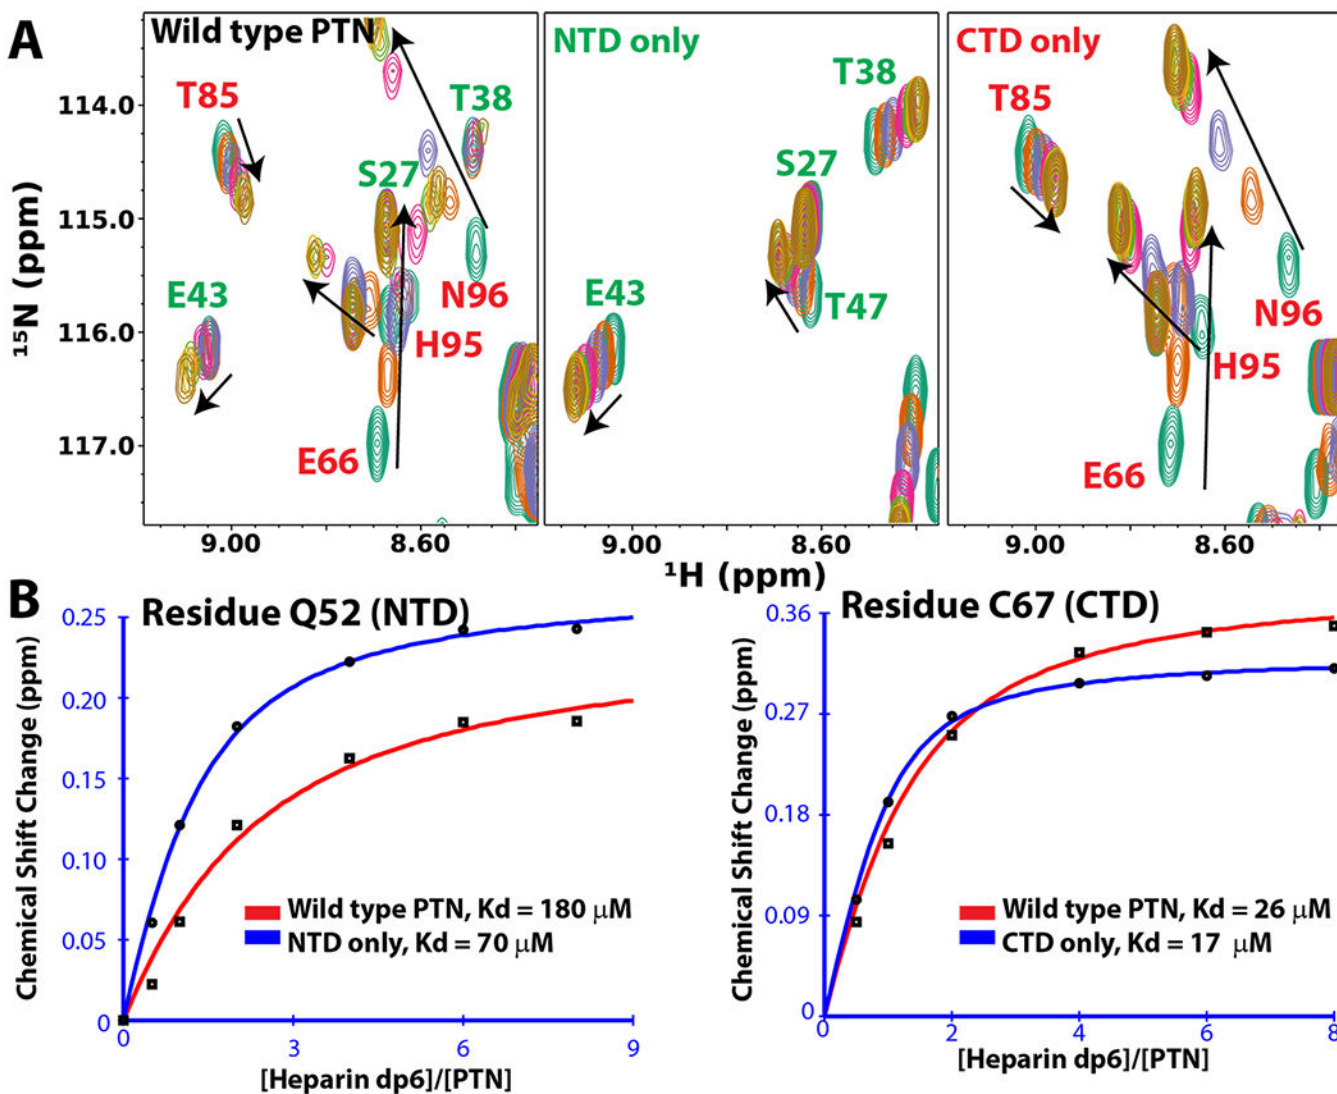 A
Wild type PTN
NTD only
CTD only
T85
T38
S27
E43
N96
H95
E66
T38
S27
E43
T47
T85
N96
H95
E66
114.0
115.0
116.0
117.0
¹⁵N (ppm)
9.00
8.60
9.00
8.60
9.00
8.60
¹H (ppm)
B
Residue Q52 (NTD)
0.25
0.20
0.15
0.10
0.05
0
Chemical Shift Change (ppm)
Wild type PTN, Kd = 180 μM
NTD only, Kd = 70 μM
0
3
6
9
[Heparin dp6]/[PTN]
Residue C67 (CTD)
0.36
0.27
0.18
0.09
0
Chemical Shift Change (ppm)
Wild type PTN, Kd = 26 μM
CTD only, Kd = 17 μM
0
2
4
6
8
[Heparin dp6]/[PTN]